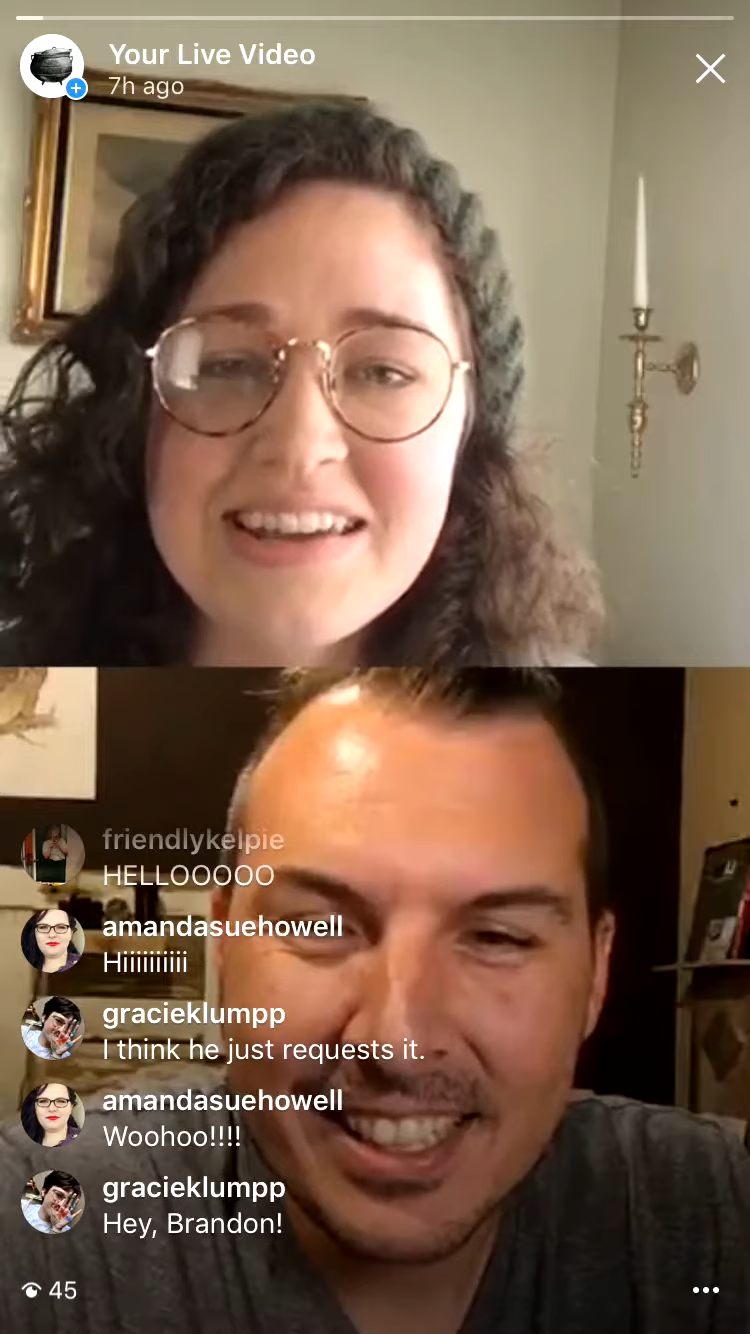 Your Live Video
7h ago
friendlykelpie
HELLOOOOO
amandasuehowell
Hiiiiiiiiii
gracieklumpp
I think he just requests it.
amandasuehowell
Woohoo!!!!
gracieklumpp
Hey, Brandon!
45